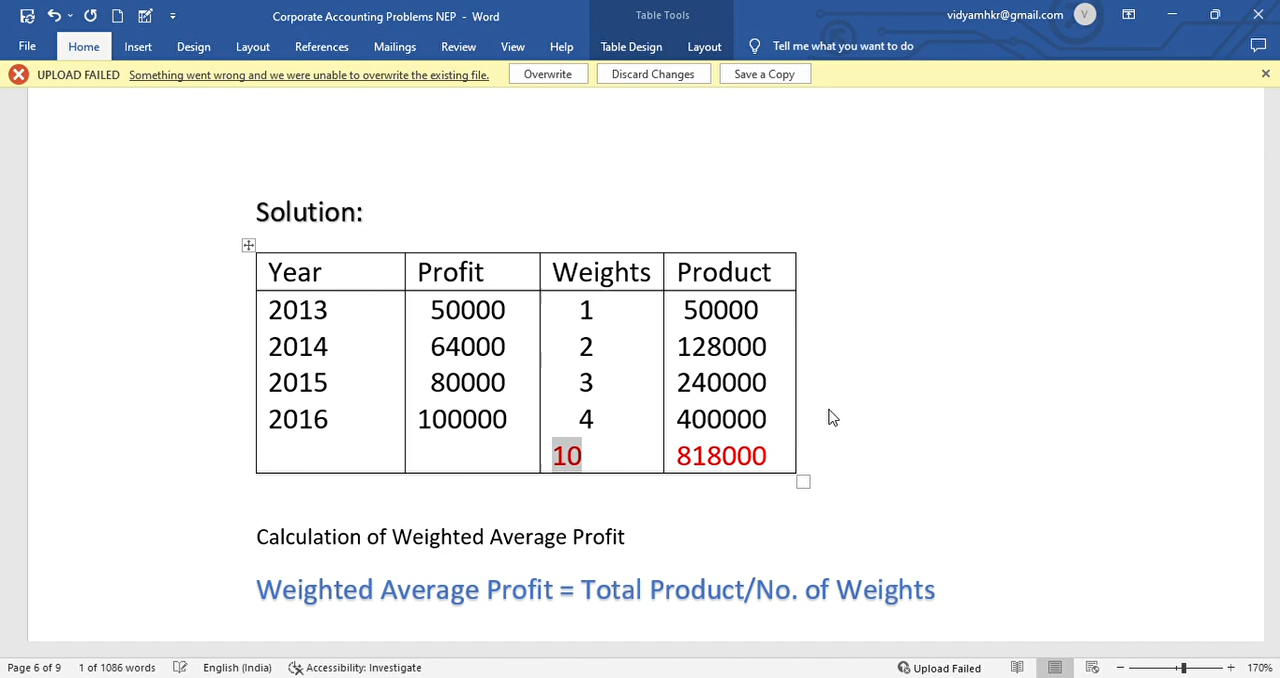 Corporate Accounting Problems NEP - Word
Table Tools
vidyamhkr@gmail.com
V
File Home Insert Design Layout References Mailings Review View Help Table Design Layout Tell me what you want to do
UPLOAD FAILED Something went wrong and we were unable to overwrite the existing file. Overwrite Discard Changes Save a Copy
Solution:
Year Profit Weights Product
2013 50000 1 50000
2014 64000 2 128000
2015 80000 3 240000
2016 100000 4 400000
10 818000
Calculation of Weighted Average Profit
Weighted Average Profit = Total Product/No. of Weights
Page 6 of 9 1 of 1086 words English (India) Accessibility: Investigate Upload Failed 170%